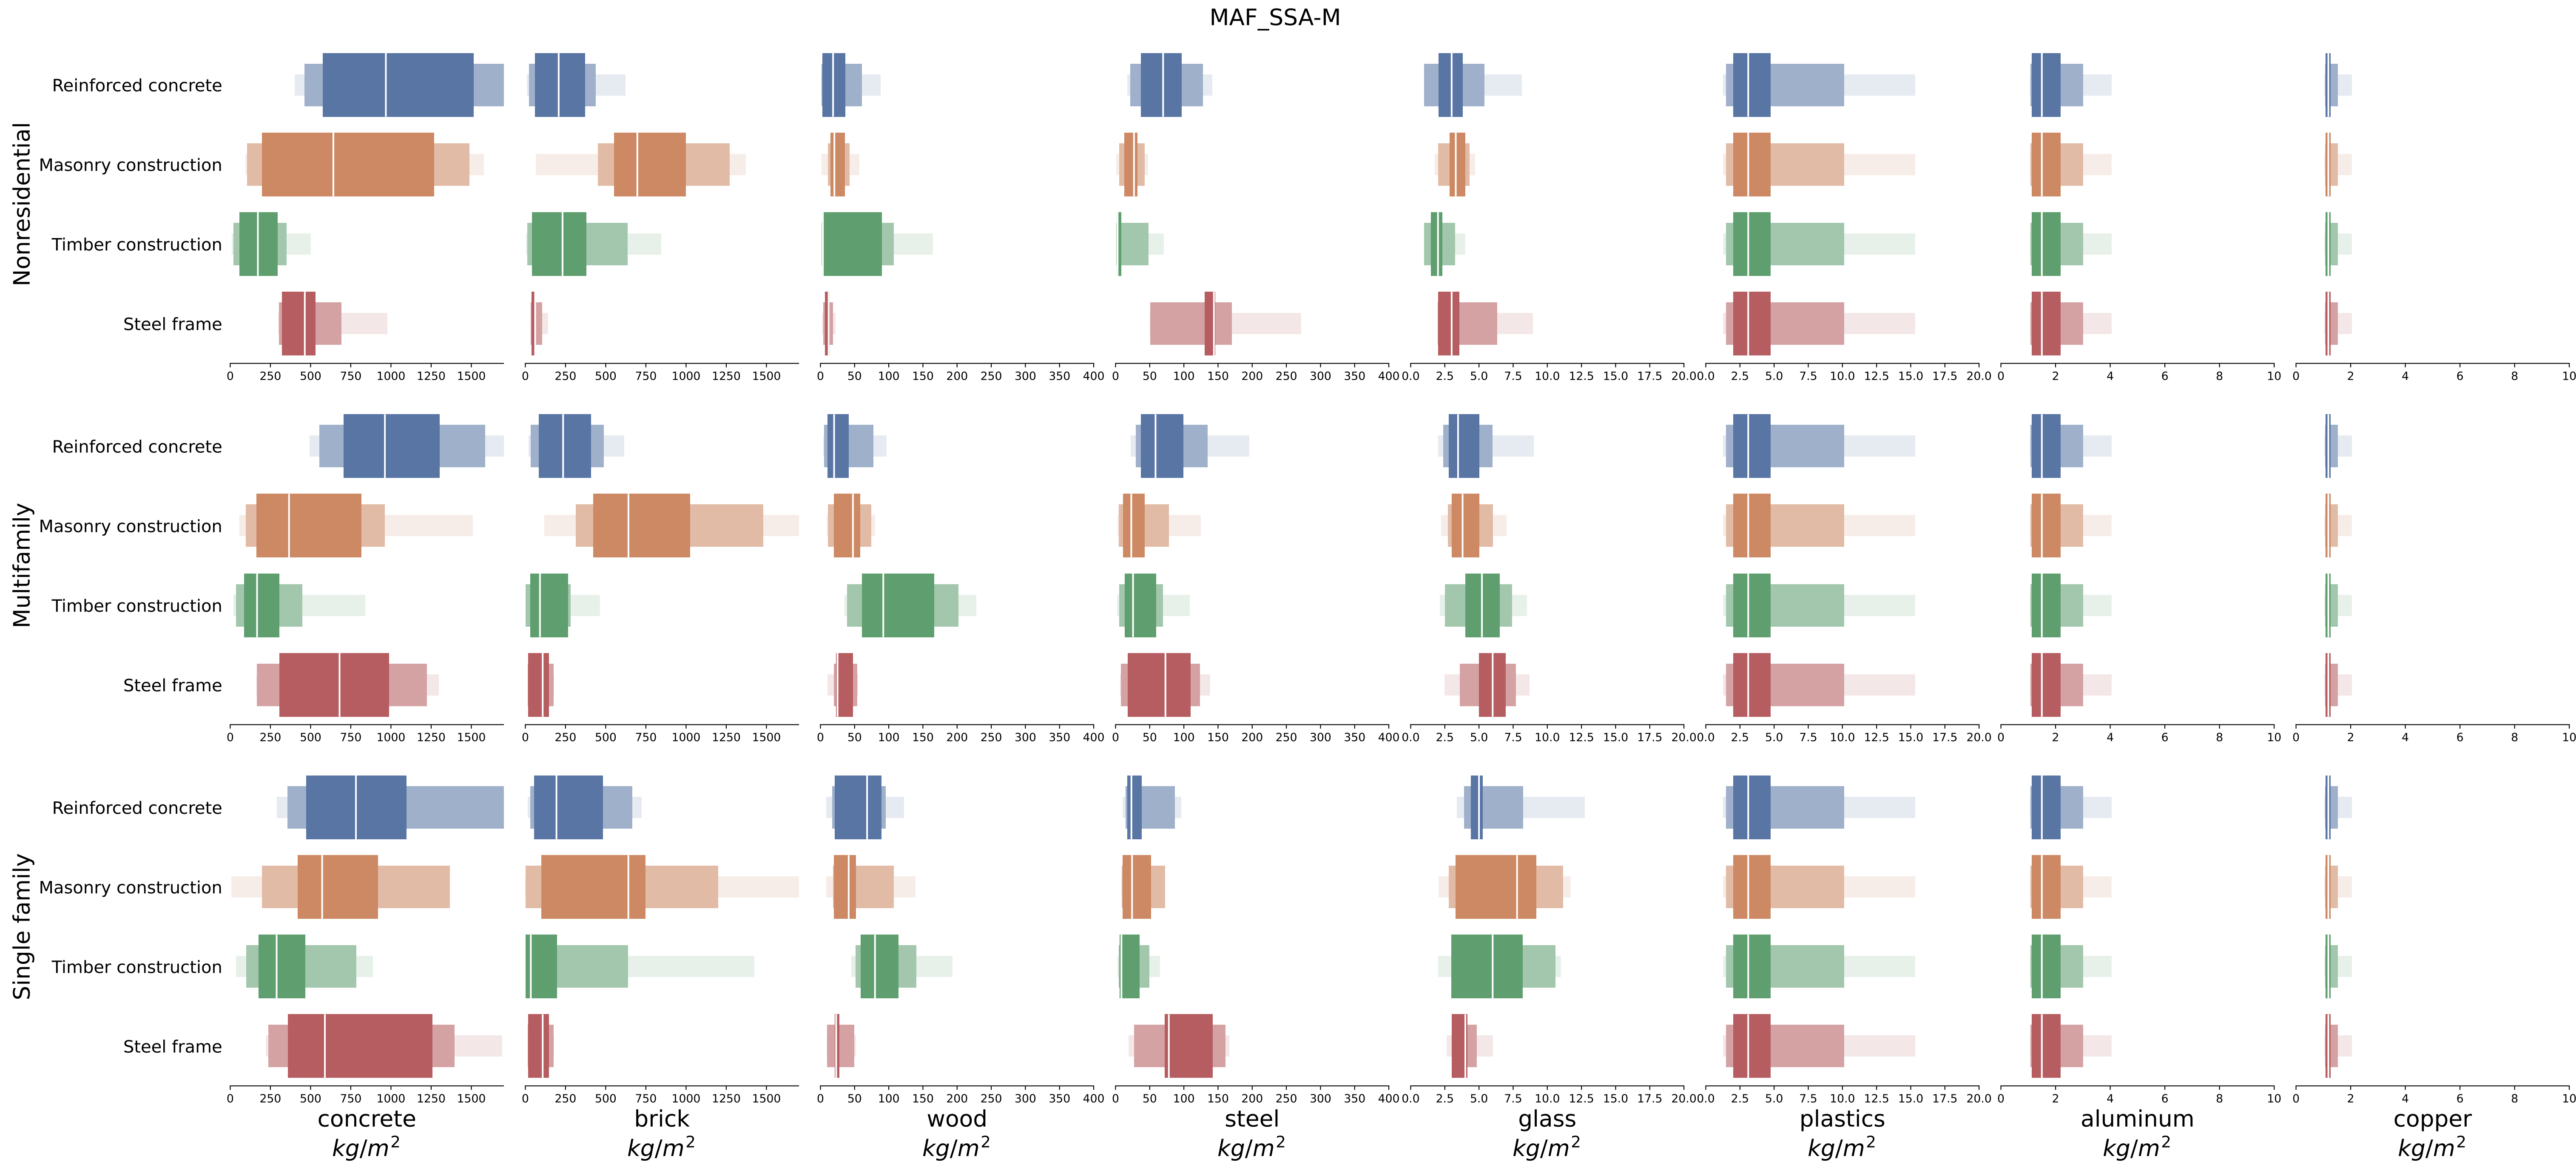 MAF_SSA-M
Nonresidential
Reinforced concrete
Masonry construction
Timber construction
Steel frame
0 250 500 750 1000 1250 1500
0 250 500 750 1000 1250 1500
0 50 100 150 200 250 300 350 400
0 50 100 150 200 250 300 350 400
0.0 2.5 5.0 7.5 10.0 12.5 15.0 17.5 20.0
0.0 2.5 5.0 7.5 10.0 12.5 15.0 17.5 20.0
0 2 4 6 8 10
0 2 4 6 8 10
Multifamily
Reinforced concrete
Masonry construction
Timber construction
Steel frame
0 250 500 750 1000 1250 1500
0 250 500 750 1000 1250 1500
0 50 100 150 200 250 300 350 400
0 50 100 150 200 250 300 350 400
0.0 2.5 5.0 7.5 10.0 12.5 15.0 17.5 20.0
0.0 2.5 5.0 7.5 10.0 12.5 15.0 17.5 20.0
0 2 4 6 8 10
0 2 4 6 8 10
Single family
Reinforced concrete
Masonry construction
Timber construction
Steel frame
0 250 500 750 1000 1250 1500
concrete
kg/m²
0 250 500 750 1000 1250 1500
brick
kg/m²
0 50 100 150 200 250 300 350 400
wood
kg/m²
0 50 100 150 200 250 300 350 400
steel
kg/m²
0.0 2.5 5.0 7.5 10.0 12.5 15.0 17.5 20.0
glass
kg/m²
0.0 2.5 5.0 7.5 10.0 12.5 15.0 17.5 20.0
plastics
kg/m²
0 2 4 6 8 10
aluminum
kg/m²
0 2 4 6 8 10
copper
kg/m²